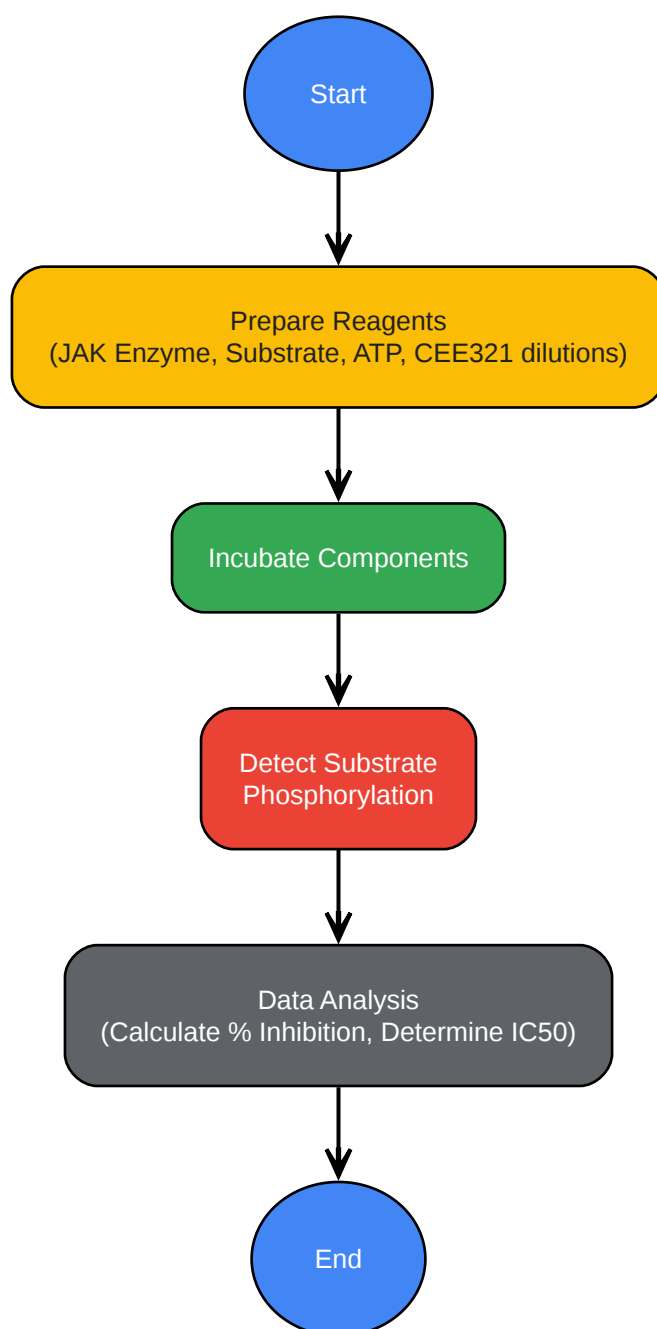 Start
Prepare Reagents
(JAK Enzyme, Substrate, ATP, CEE321 dilutions)
Incubate Components
Detect Substrate
Phosphorylation
Data Analysis
(Calculate % Inhibition, Determine IC50)
End